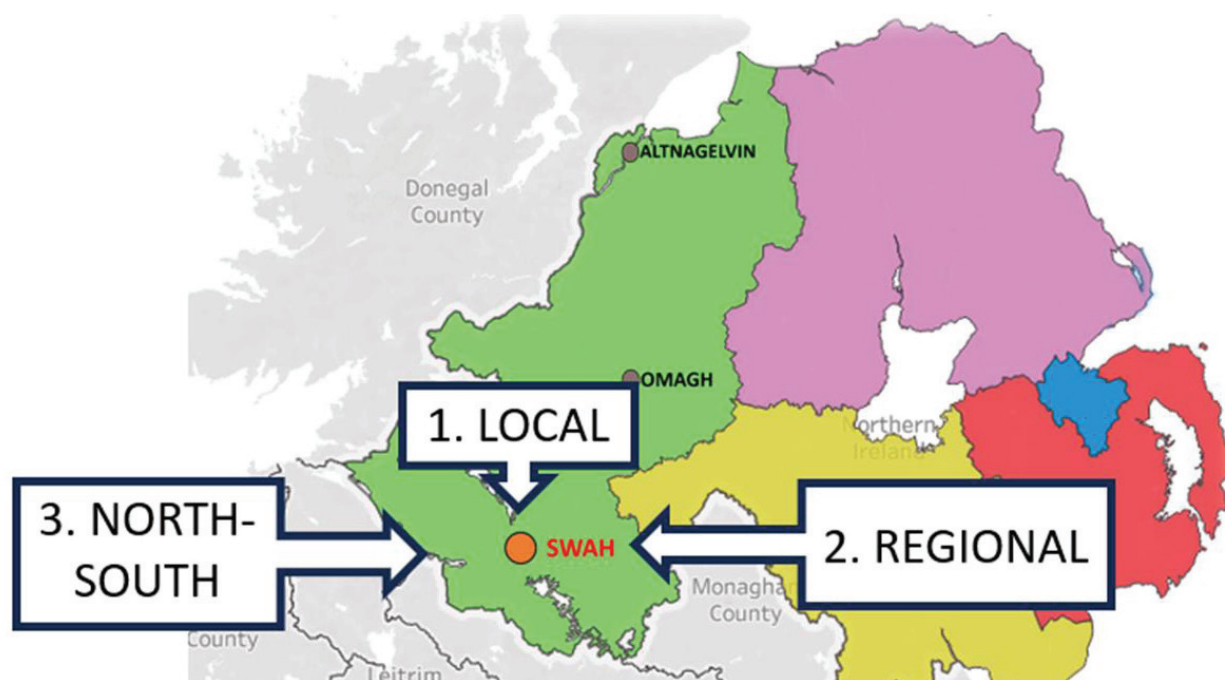 ALTNAGELVIN
Donegal
County
OMAGH
1. LOCAL
Northern
Ireland
3. NORTH-
SOUTH
SWAH
2. REGIONAL
Monaghan
County
County
Leitrim